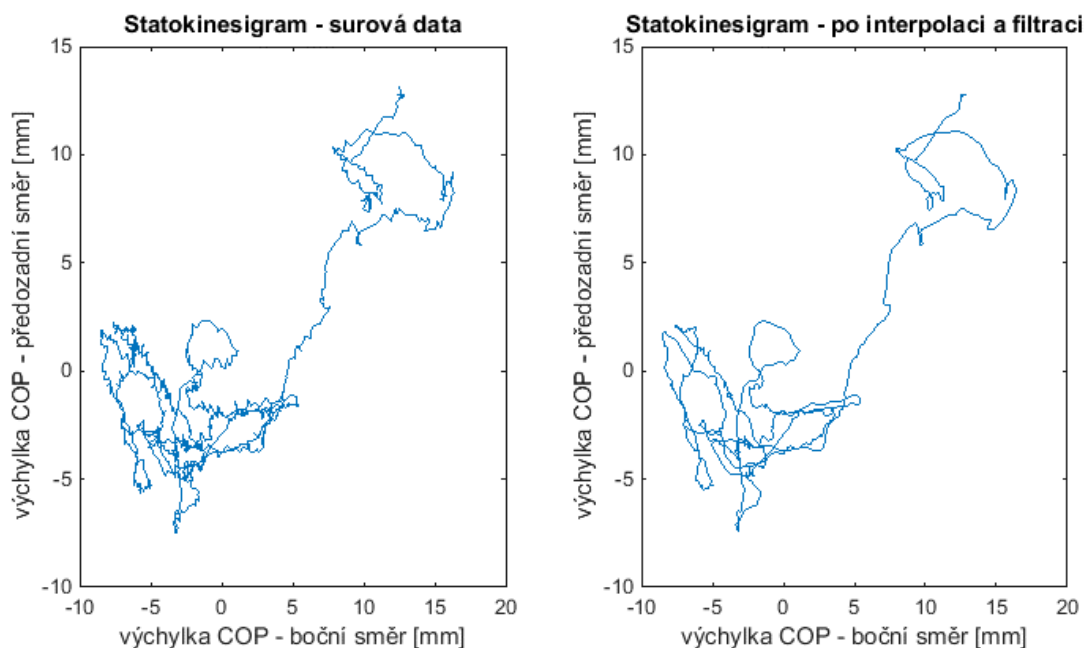 Statokinesigram - surová data
15
10
5
0
-5
-10
-10 -5 0 5 10 15 20
výchylka COP - předozadní směr [mm]
výchylka COP - boční směr [mm]
Statokinesigram - po interpolaci a filtraci
15
10
5
0
-5
-10
-10 -5 0 5 10 15 20
výchylka COP - předozadní směr [mm]
výchylka COP - boční směr [mm]